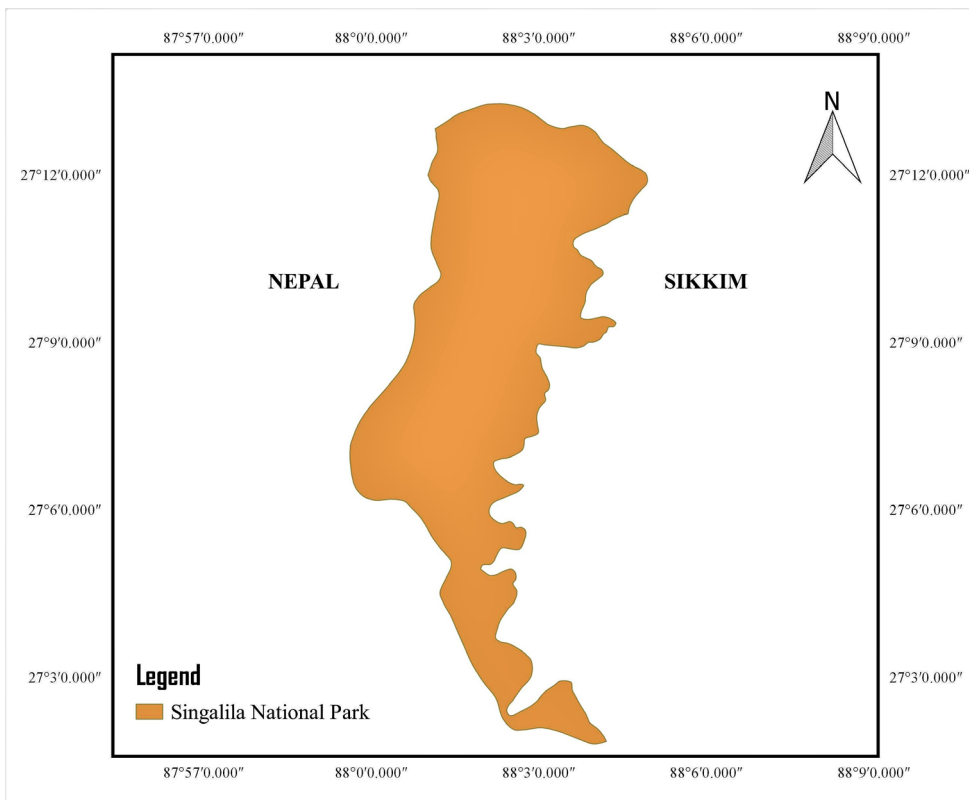 87°57′0.000″ 88°0′0.000″ 88°3′0.000″ 88°6′0.000″ 88°9′0.000″
N
27°12′0.000″ 27°12′0.000″
NEPAL SIKKIM
27°9′0.000″ 27°9′0.000″
27°6′0.000″ 27°6′0.000″
Legend
27°3′0.000″ 27°3′0.000″
Singalila National Park
87°57′0.000″ 88°0′0.000″ 88°3′0.000″ 88°6′0.000″ 88°9′0.000″